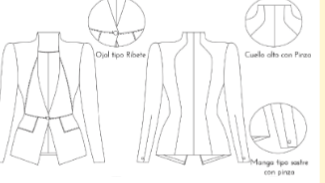 Ojal tipo Ribete
Cuello alto con Pinza
Manga tipo sastre
con pinza